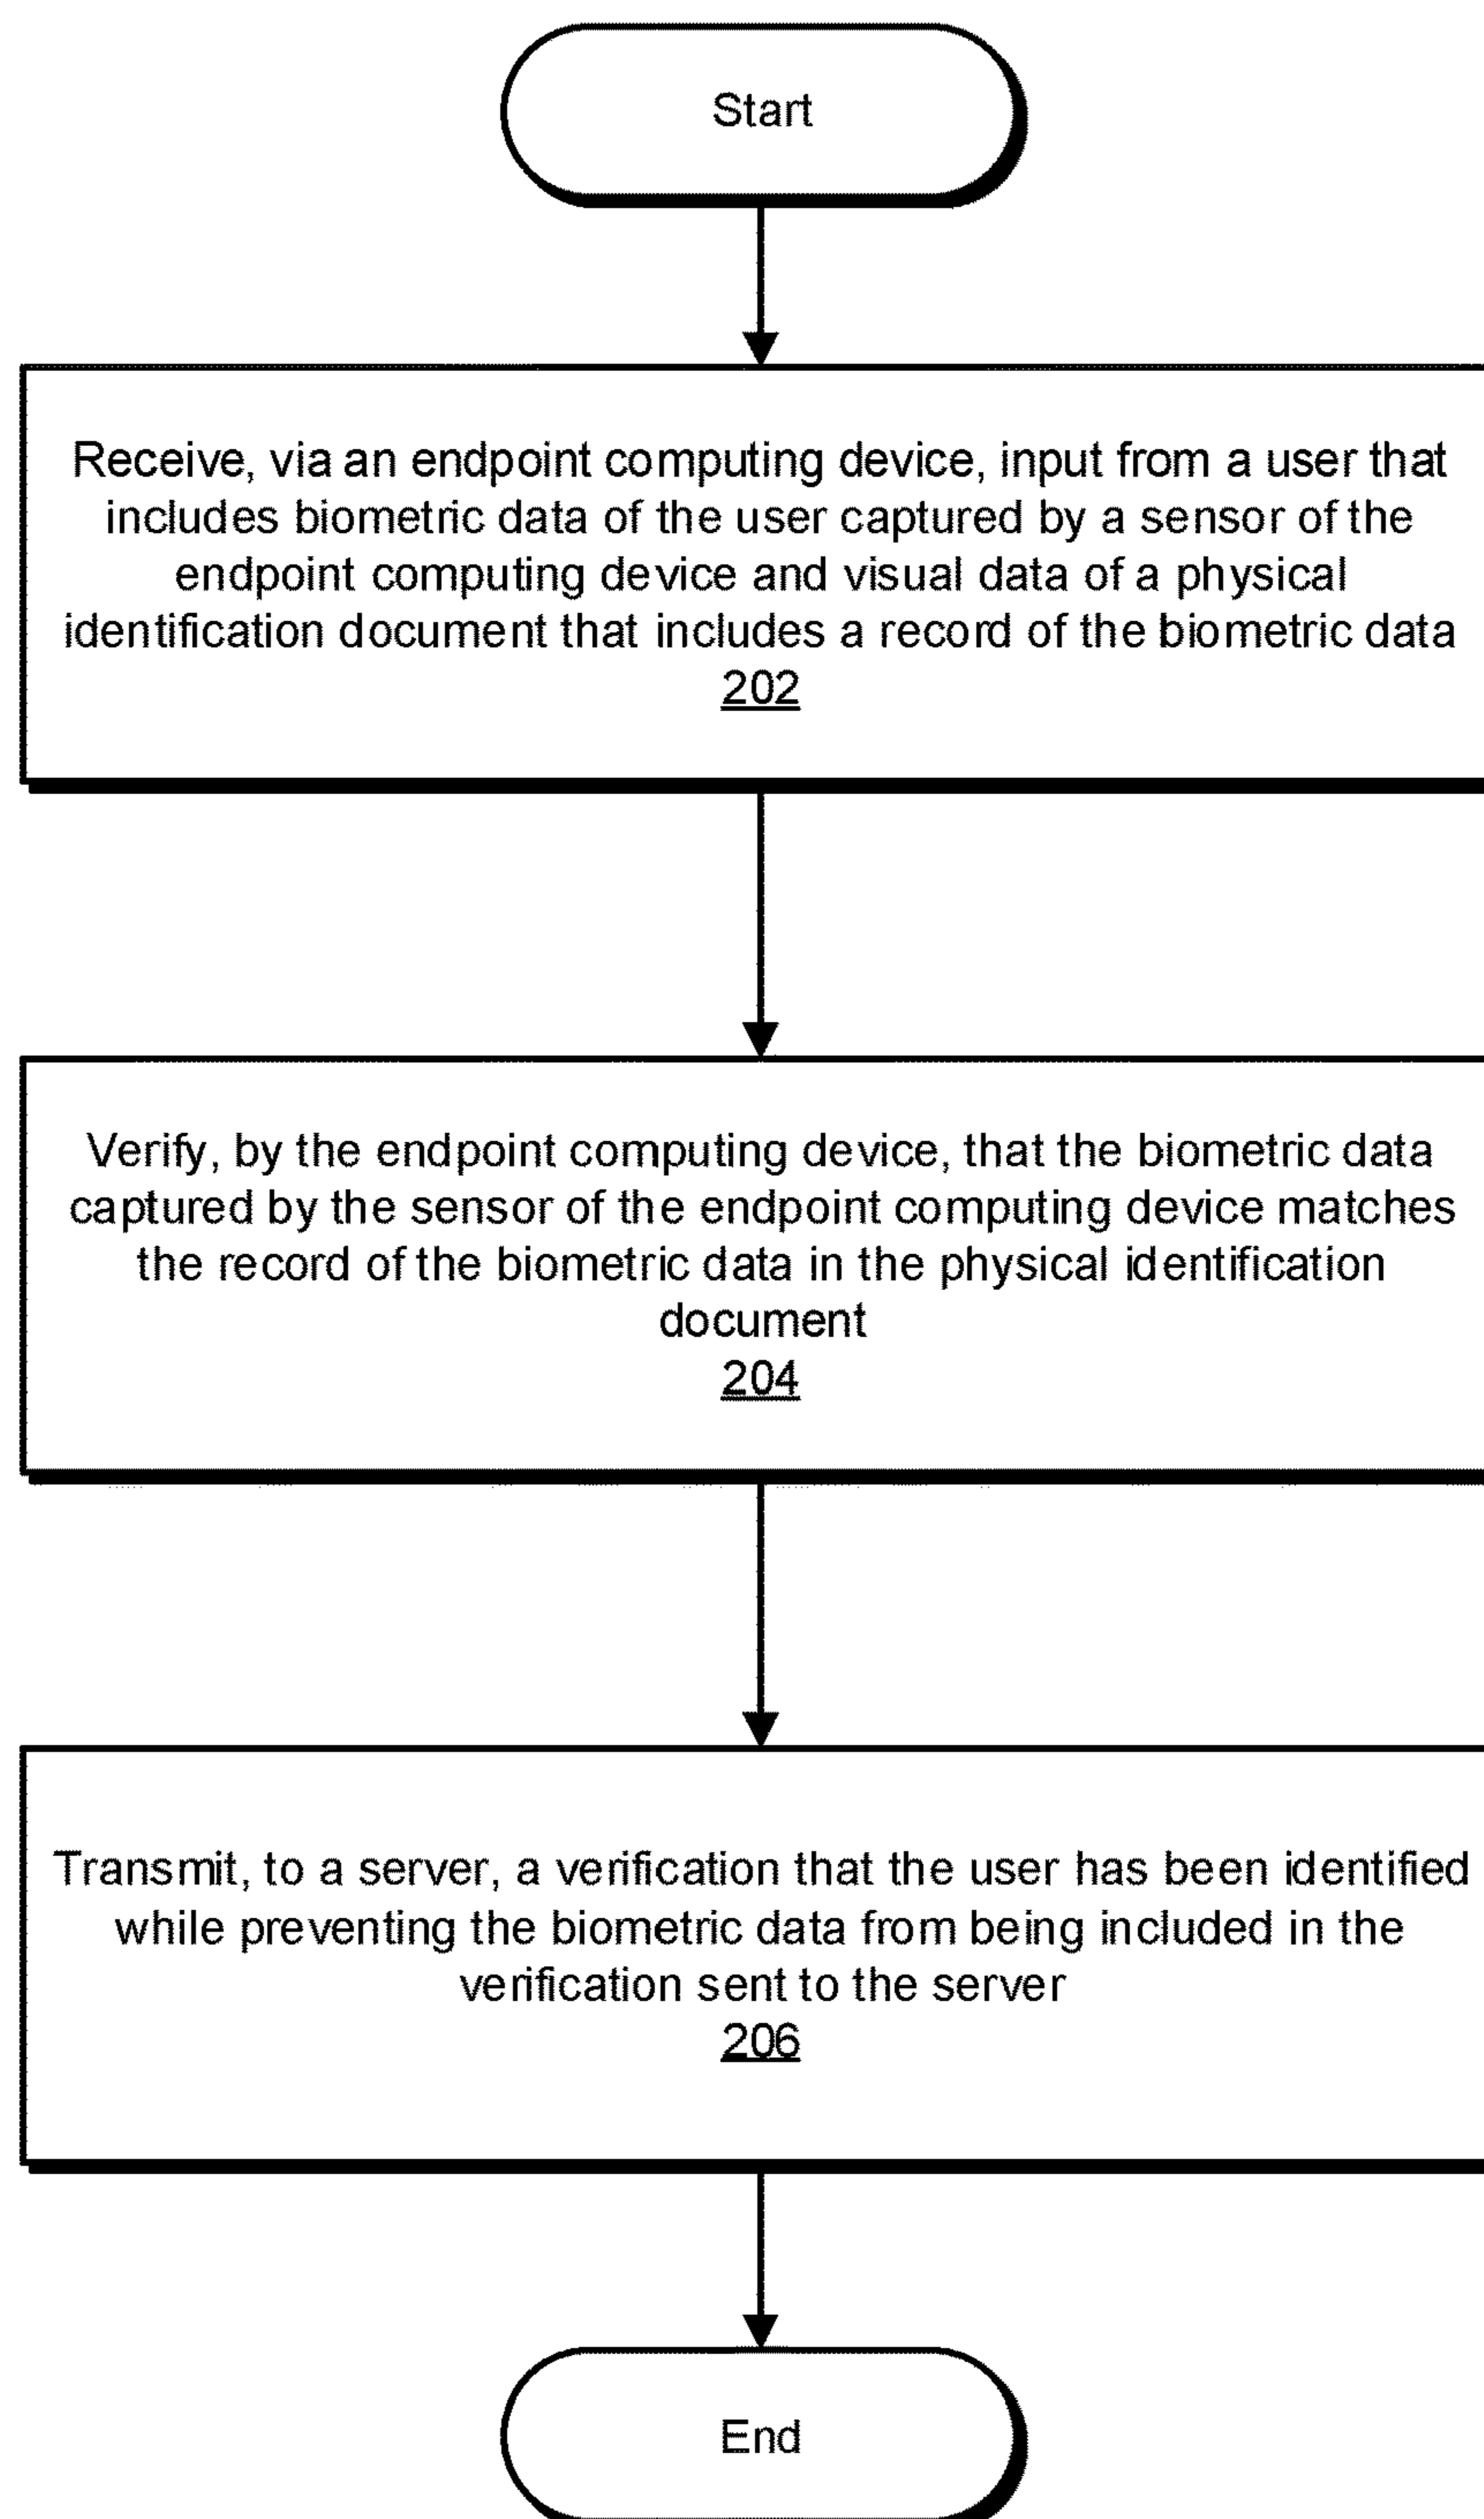 Start
Receive, via an endpoint computing device, input from a user that
includes biometric data of the user captured by a sensor of the
endpoint computing device and visual data of a physical
identification document that includes a record of the biometric data
202
Verify, by the endpoint computing device, that the biometric data
captured by the sensor of the endpoint computing device matches
the record of the biometric data in the physical identification
document
204
Transmit, to a server, a verification that the user has been identified
while preventing the biometric data from being included in the
verification sent to the server
206
End